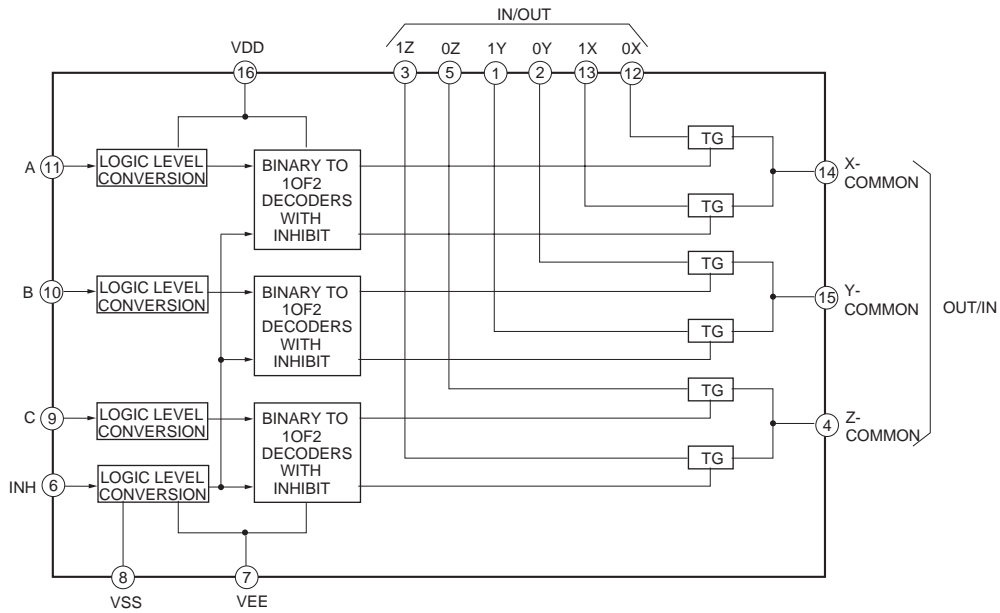 IN/OUT
VDD
1Z 0Z 1Y 0Y 1X 0X
16 3 5 1 2 13 12
TG
A 11
LOGIC LEVEL
CONVERSION
BINARY TO
1OF2
DECODERS
WITH
INHIBIT
14 X-
COMMON
TG
TG
B 10
LOGIC LEVEL
CONVERSION
BINARY TO
1OF2
DECODERS
WITH
INHIBIT
15 Y-
COMMON
OUT/IN
TG
TG
C 9
LOGIC LEVEL
CONVERSION
BINARY TO
1OF2
DECODERS
WITH
INHIBIT
4 Z-
COMMON
TG
INH 6
LOGIC LEVEL
CONVERSION
8 7
VSS VEE